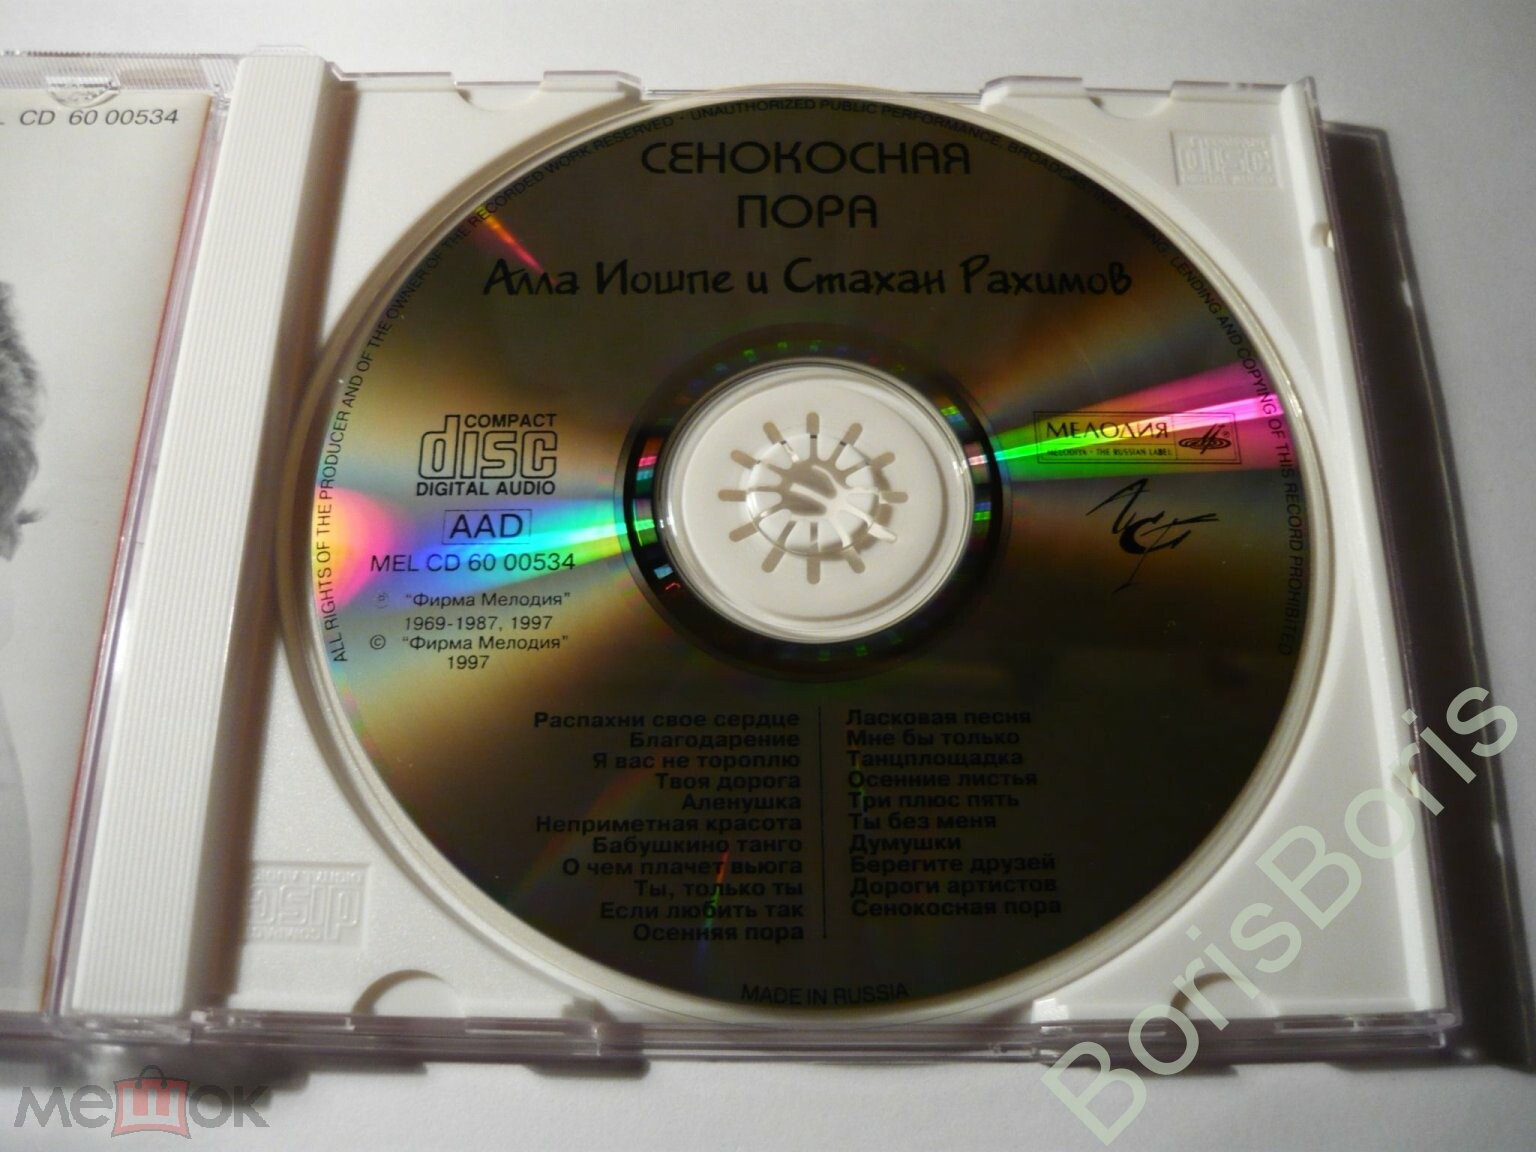 CD 60 00534
ALL RIGHTS OF THE PRODUCER AND OF THE OWNER OF THE RECORDED WORK RESERVED - UNAUTHORIZED PUBLIC PERFORMANCE, BROADCASTING, RENTING, LENDING AND COPYING OF THIS RECORD PROHIBITED
СЕНОКОСНАЯ
ПОРА
Алла Иошпе и Стахан Рахимов
COMPACT
disc
DIGITAL AUDIO
AAD
MEL CD 60 00534
℗ "Фирма Мелодия"
1969-1987, 1997
© "Фирма Мелодия"
1997
МЕЛОДИЯ
MELODIYA - THE RUSSIAN LABEL
Распахни свое сердце
Благодарение
Я вас не тороплю
Твоя дорога
Аленушка
Неприметная красота
Бабушкино танго
О чем плачет вьюга
Ты, только ты
Если любить так
Осенняя пора
Ласковая песня
Мне бы только
Танцплощадка
Осенние листья
Три плюс пять
Ты без меня
Думушки
Берегите друзей
Дороги артистов
Сенокосная пора
MADE IN RUSSIA
disc
disc
мешок
BorisBoris